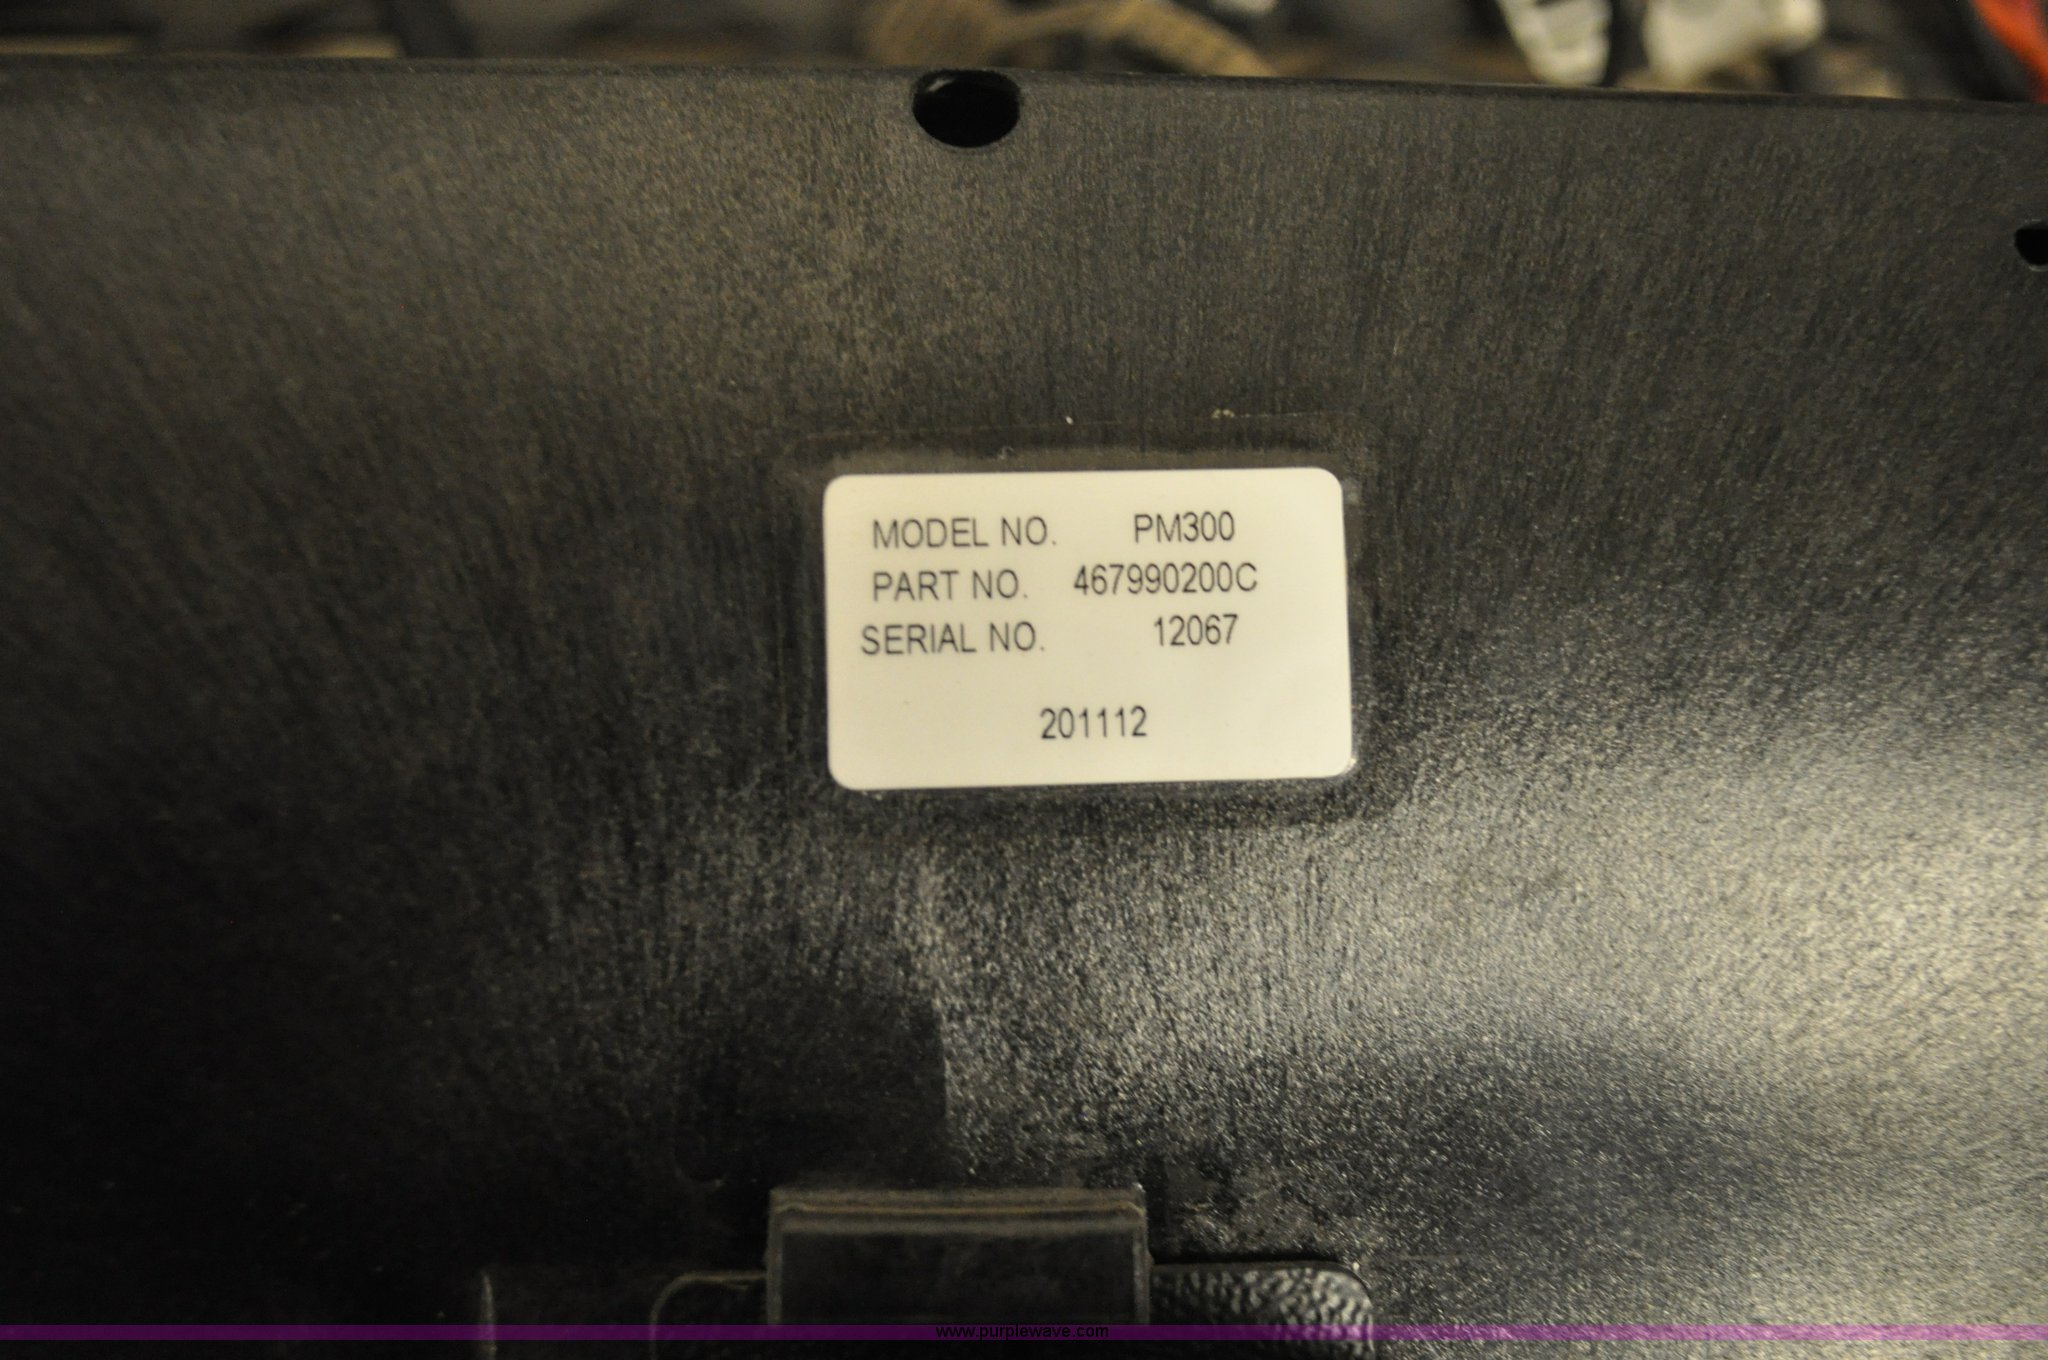 MODEL NO. PM300
PART NO. 467990200C
SERIAL NO. 12067
201112
www.purplewave.com